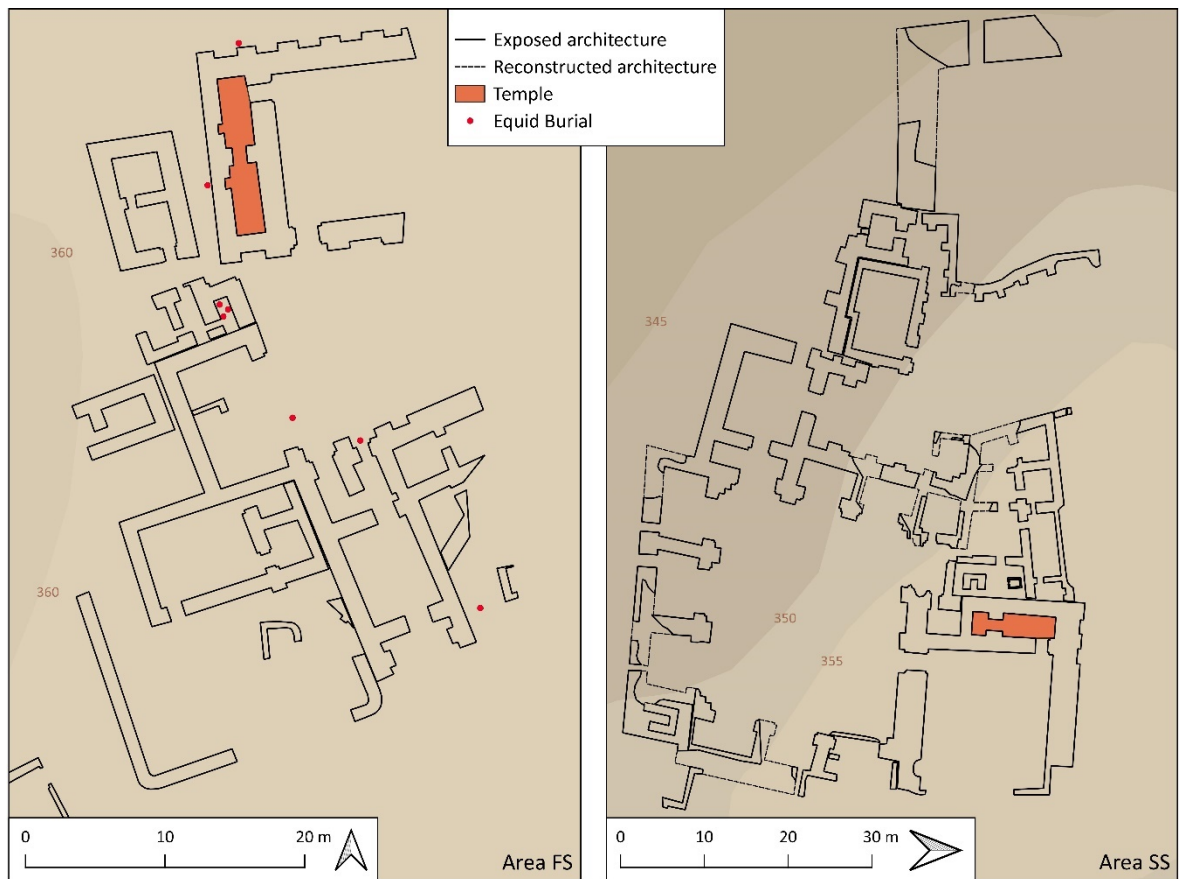 Exposed architecture
Reconstructed architecture
Temple
Equid Burial
360
360
0 10 20 m
Area FS
345
350
355
0 10 20 30 m
Area SS